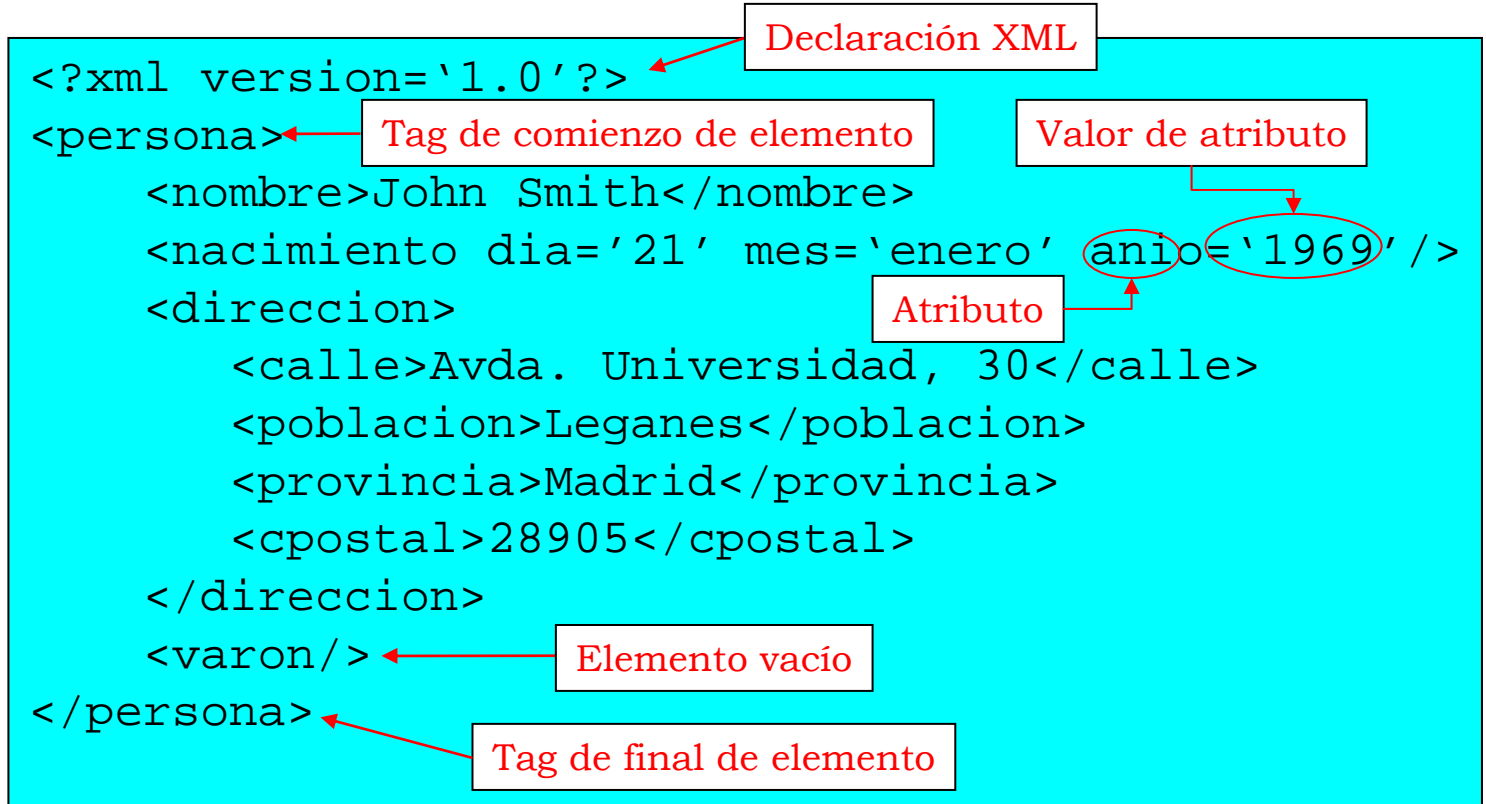 Declaración XML
<?xml version=‘1.0’?>
<persona>
Tag de comienzo de elemento
Valor de atributo
<nombre>John Smith</nombre>
<nacimiento dia=’21’ mes=‘enero’ anio=‘1969’/>
<direccion>
Atributo
<calle>Avda. Universidad, 30</calle>
<poblacion>Leganes</poblacion>
<provincia>Madrid</provincia>
<cpostal>28905</cpostal>
</direccion>
<varon/>
Elemento vacío
</persona>
Tag de final de elemento